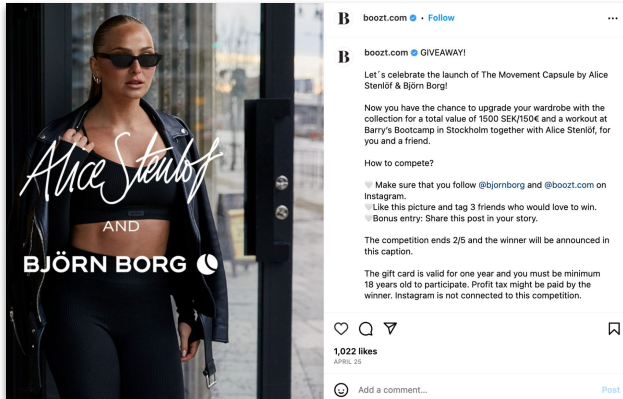 Alice Stenlöf
AND
BJÖRN BORG
B boozt.com • Follow
B boozt.com GIVEAWAY!
Let´s celebrate the launch of The Movement Capsule by Alice
Stenlöf & Björn Borg!
Now you have the chance to upgrade your wardrobe with the
collection for a total value of 1500 SEK/150€ and a workout at
Barry's Bootcamp in Stockholm together with Alice Stenlöf, for
you and a friend.
How to compete?
🤍 Make sure that you follow @bjornborg and @boozt.com on
Instagram.
🤍Like this picture and tag 3 friends who would love to win.
🤍Bonus entry: Share this post in your story.
The competition ends 2/5 and the winner will be announced in
this caption.
The gift card is valid for one year and you must be minimum
18 years old to participate. Profit tax might be paid by the
winner. Instagram is not connected to this competition.
1,022 likes
APRIL 25
Add a comment...
Post